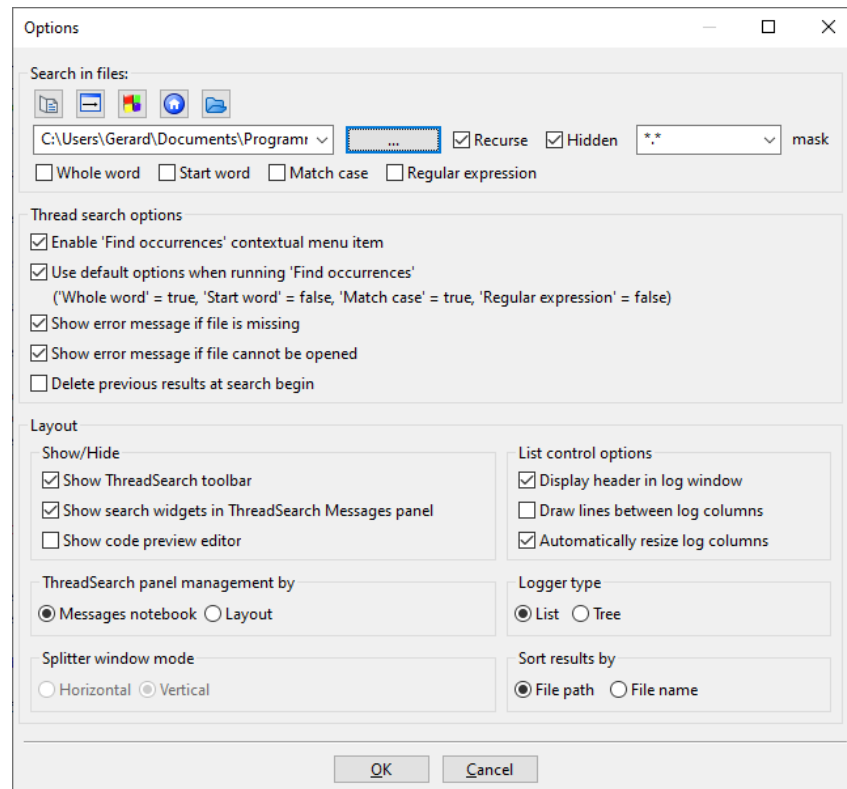 Options
Search in files:
C:\Users\Gerard\Documents\Programr ... Recurse Hidden *.* mask
Whole word Start word Match case Regular expression
Thread search options
Enable 'Find occurrences' contextual menu item
Use default options when running 'Find occurrences'
('Whole word' = true, 'Start word' = false, 'Match case' = true, 'Regular expression' = false)
Show error message if file is missing
Show error message if file cannot be opened
Delete previous results at search begin
Layout
Show/Hide
Show ThreadSearch toolbar
Show search widgets in ThreadSearch Messages panel
Show code preview editor
List control options
Display header in log window
Draw lines between log columns
Automatically resize log columns
ThreadSearch panel management by
Messages notebook Layout
Logger type
List Tree
Splitter window mode
Horizontal Vertical
Sort results by
File path File name
OK Cancel